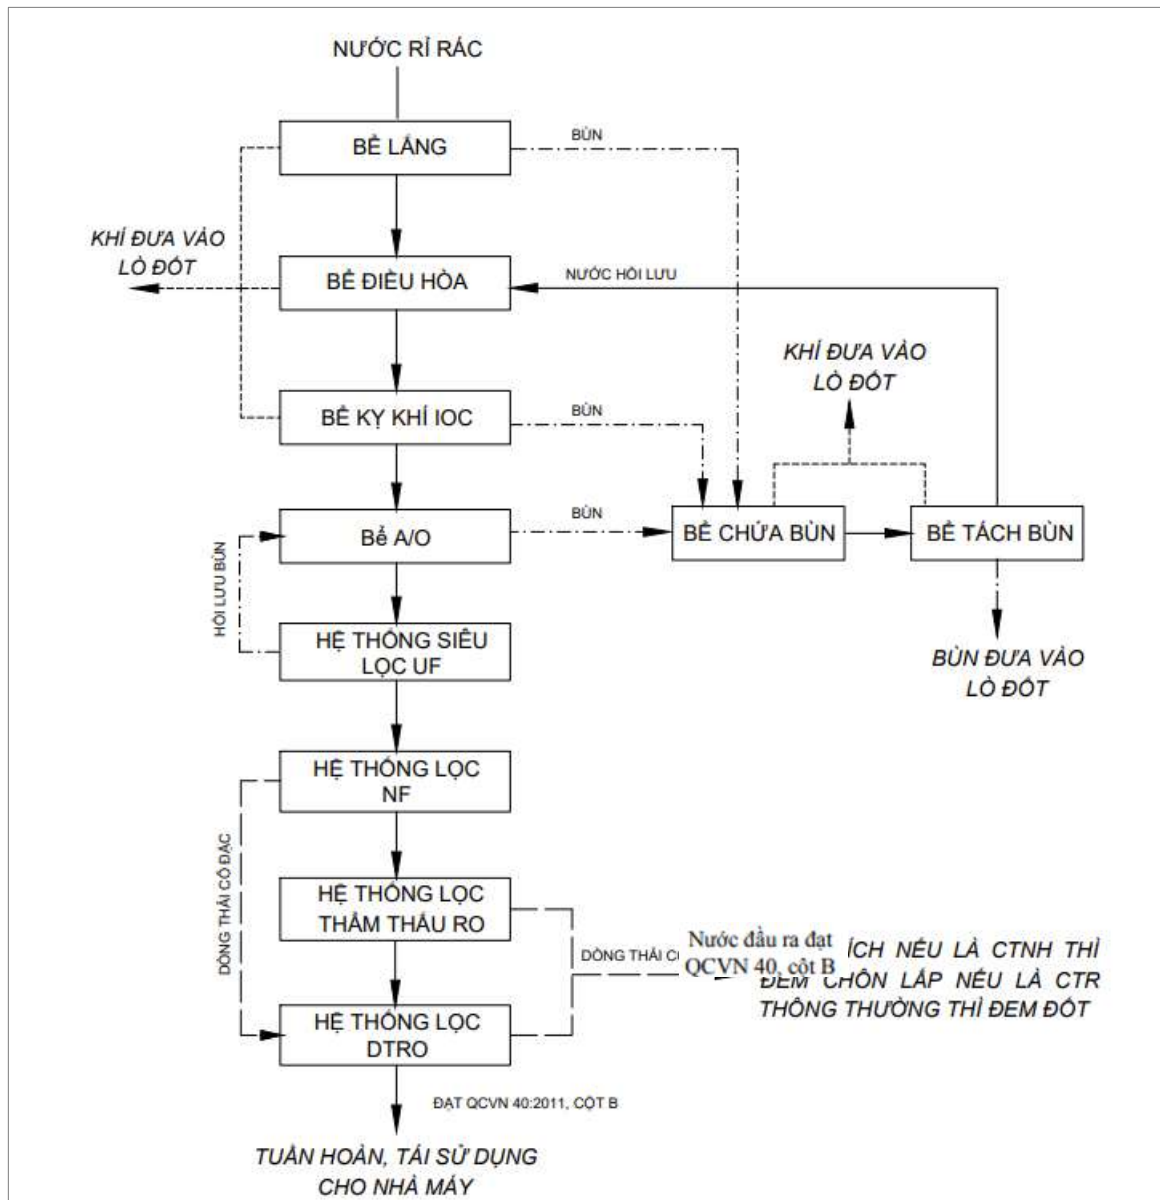 NƯỚC RỈ RÁC
BỂ LẮNG
BÙN
KHÍ ĐƯA VÀO
LÒ ĐỐT
BỂ ĐIỀU HÒA
NƯỚC HỒI LƯU
KHÍ ĐƯA VÀO
LÒ ĐỐT
BỂ KỴ KHÍ IOC
BÙN
Bể A/O
BÙN
BỂ CHỨA BÙN
BỂ TÁCH BÙN
HỒI LƯU BÙN
HỆ THỐNG SIÊU
LỌC UF
BÙN ĐƯA VÀO
LÒ ĐỐT
HỆ THỐNG LỌC
NF
DÒNG THẢI CÔ ĐẶC
HỆ THỐNG LỌC
THẨM THẤU RO
DÒNG THẢI
Nước đầu ra đạt
QCVN 40, cột B
ÍCH NẾU LÀ CTNH THÌ
ĐEM CHÔN LẤP NẾU LÀ CTR
THÔNG THƯỜNG THÌ ĐEM ĐỐT
HỆ THỐNG LỌC
DTRO
ĐẠT QCVN 40:2011, CỘT B
TUẦN HOÀN, TÁI SỬ DỤNG
CHO NHÀ MÁY